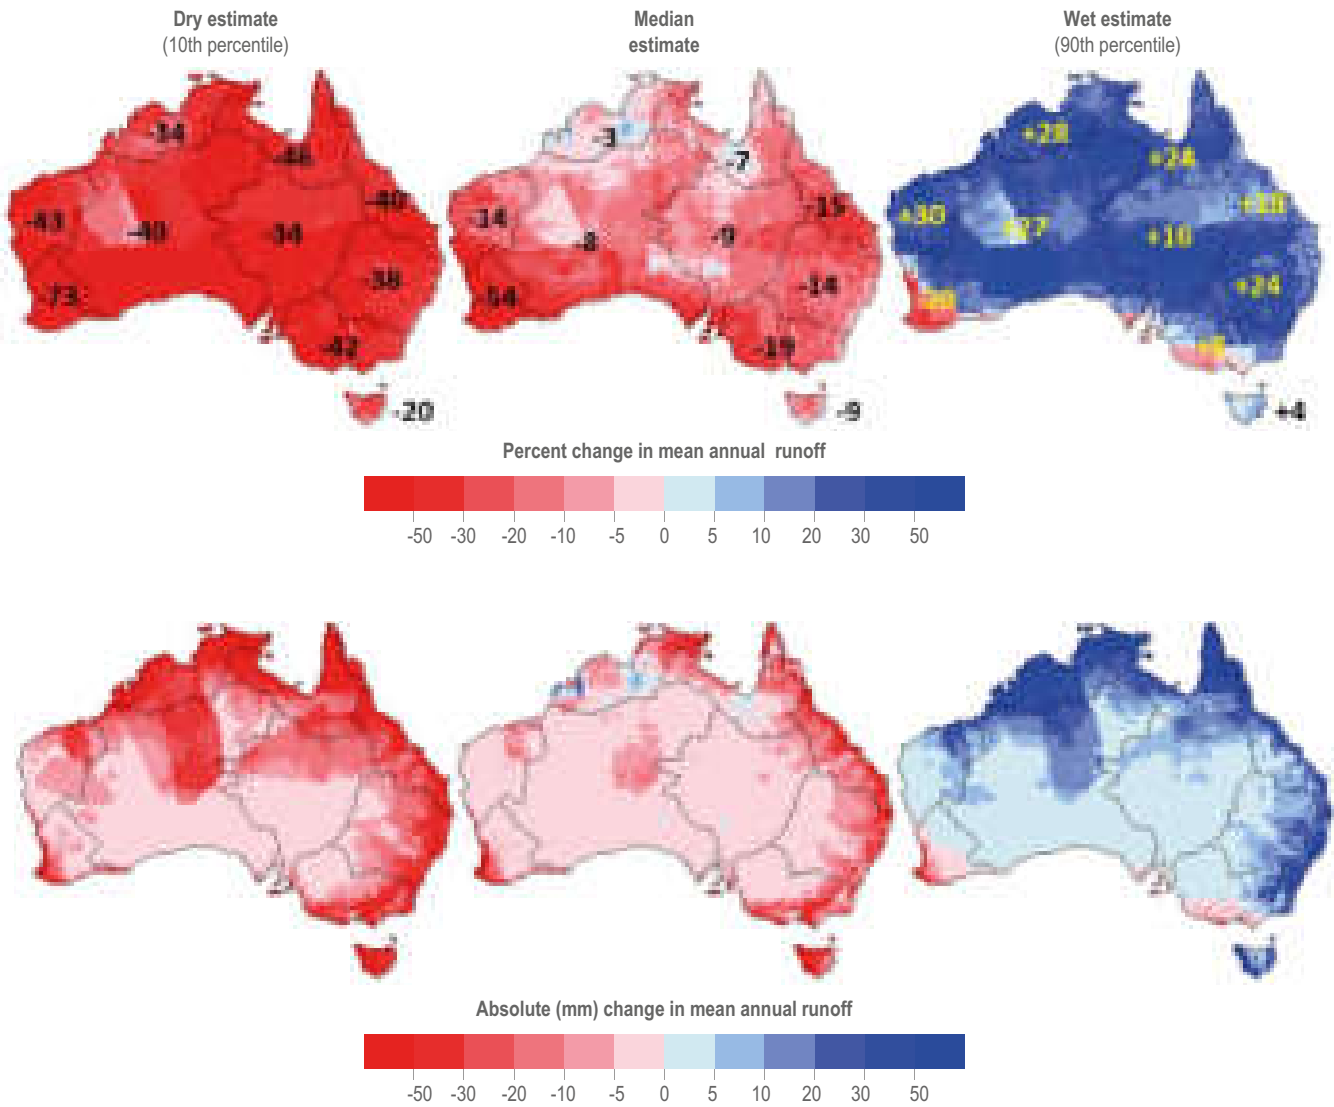 Dry estimate
(10th percentile)
Median
estimate
Wet estimate
(90th percentile)
-34
-46
-40
-43
-40
-34
-38
-73
-42
-20
-3
-7
-15
-14
-8
-9
-14
-54
-19
-9
+28
+24
+18
+30
+27
+16
+24
-20
+4
Percent change in mean annual runoff
-50 -30 -20 -10 -5 0 5 10 20 30 50
Absolute (mm) change in mean annual runoff
-50 -30 -20 -10 -5 0 5 10 20 30 50